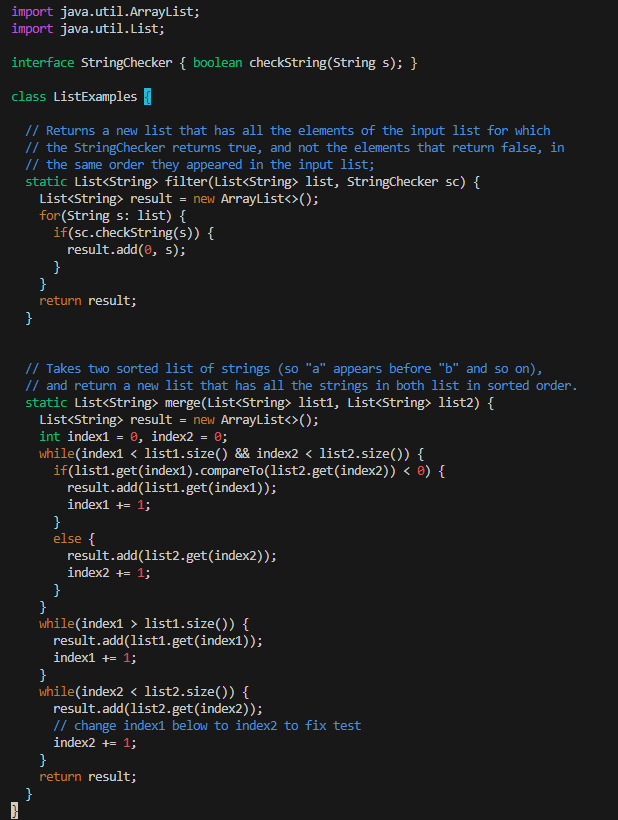 import java.util.ArrayList;
import java.util.List;

interface StringChecker { boolean checkString(String s); }

class ListExamples {

  // Returns a new list that has all the elements of the input list for which
  // the StringChecker returns true, and not the elements that return false, in
  // the same order they appeared in the input list;
  static List<String> filter(List<String> list, StringChecker sc) {
    List<String> result = new ArrayList<>();
    for(String s: list) {
      if(sc.checkString(s)) {
        result.add(0, s);
      }
    }
    return result;
  }


  // Takes two sorted list of strings (so "a" appears before "b" and so on),
  // and return a new list that has all the strings in both list in sorted order.
  static List<String> merge(List<String> list1, List<String> list2) {
    List<String> result = new ArrayList<>();
    int index1 = 0, index2 = 0;
    while(index1 < list1.size() && index2 < list2.size()) {
      if(list1.get(index1).compareTo(list2.get(index2)) < 0) {
        result.add(list1.get(index1));
        index1 += 1;
      }
      else {
        result.add(list2.get(index2));
        index2 += 1;
      }
    }
    while(index1 > list1.size()) {
      result.add(list1.get(index1));
      index1 += 1;
    }
    while(index2 < list2.size()) {
      result.add(list2.get(index2));
      // change index1 below to index2 to fix test
      index2 += 1;
    }
    return result;
  }
}